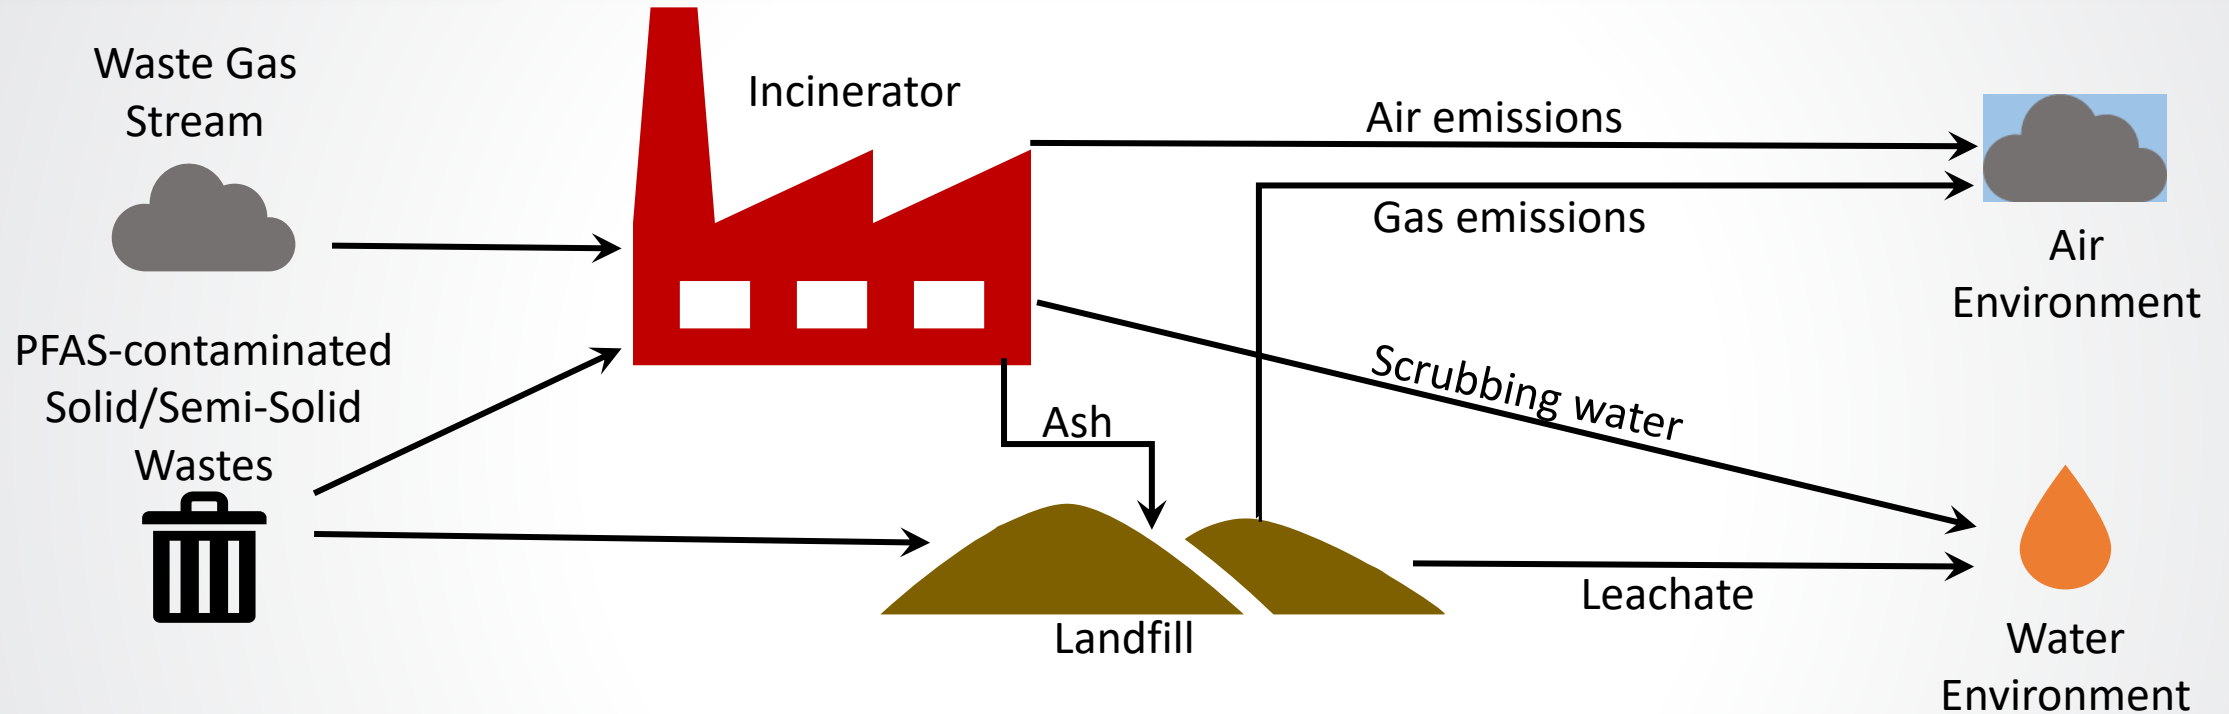 Waste Gas
Stream
Incinerator
Air emissions
Gas emissions
Air
Environment
PFAS-contaminated
Solid/Semi-Solid
Wastes
Scrubbing water
Ash
Leachate
Landfill
Water
Environment